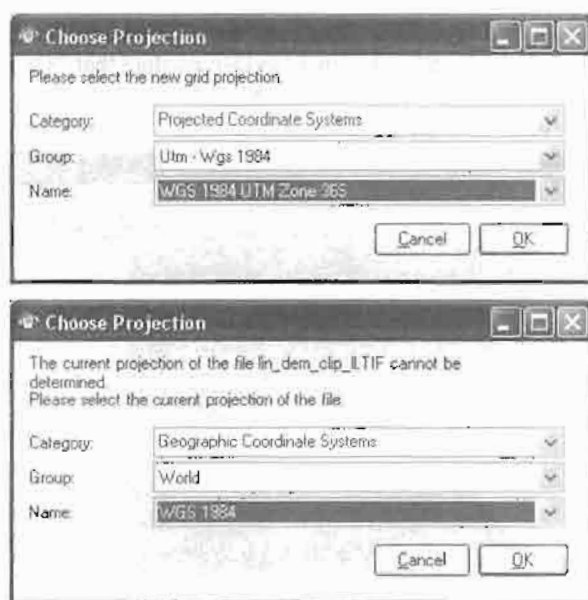 Choose Projection
Please select the new grid projection.
Category: Projected Coordinate Systems
Group: Utm - Wgs 1984
Name: WGS 1984 UTM Zone 36S
Cancel OK
Choose Projection
The current projection of the file lin_dem_clip_ll.TIF cannot be
determined.
Please select the current projection of the file.
Category: Geographic Coordinate Systems
Group: World
Name: WGS 1984
Cancel OK